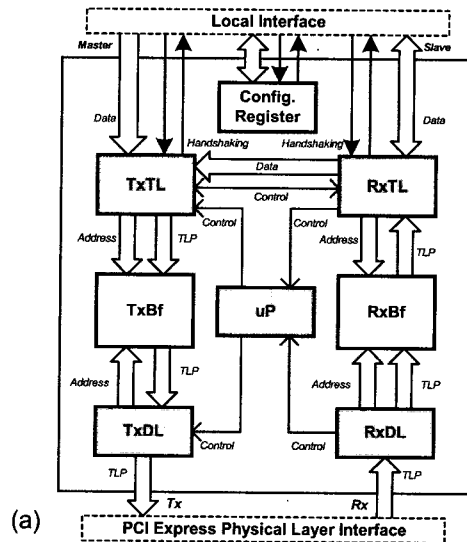 Local Interface
Master
Slave
Config.
Register
Data
Handshaking
Handshaking
Data
Data
TxTL
RxTL
Control
Control
Control
Address
TLP
Address
TLP
TxBf
uP
RxBf
Address
TLP
Address
TLP
TxDL
RxDL
Control
Control
TLP
TLP
Tx
Rx
(a)
PCI Express Physical Layer Interface